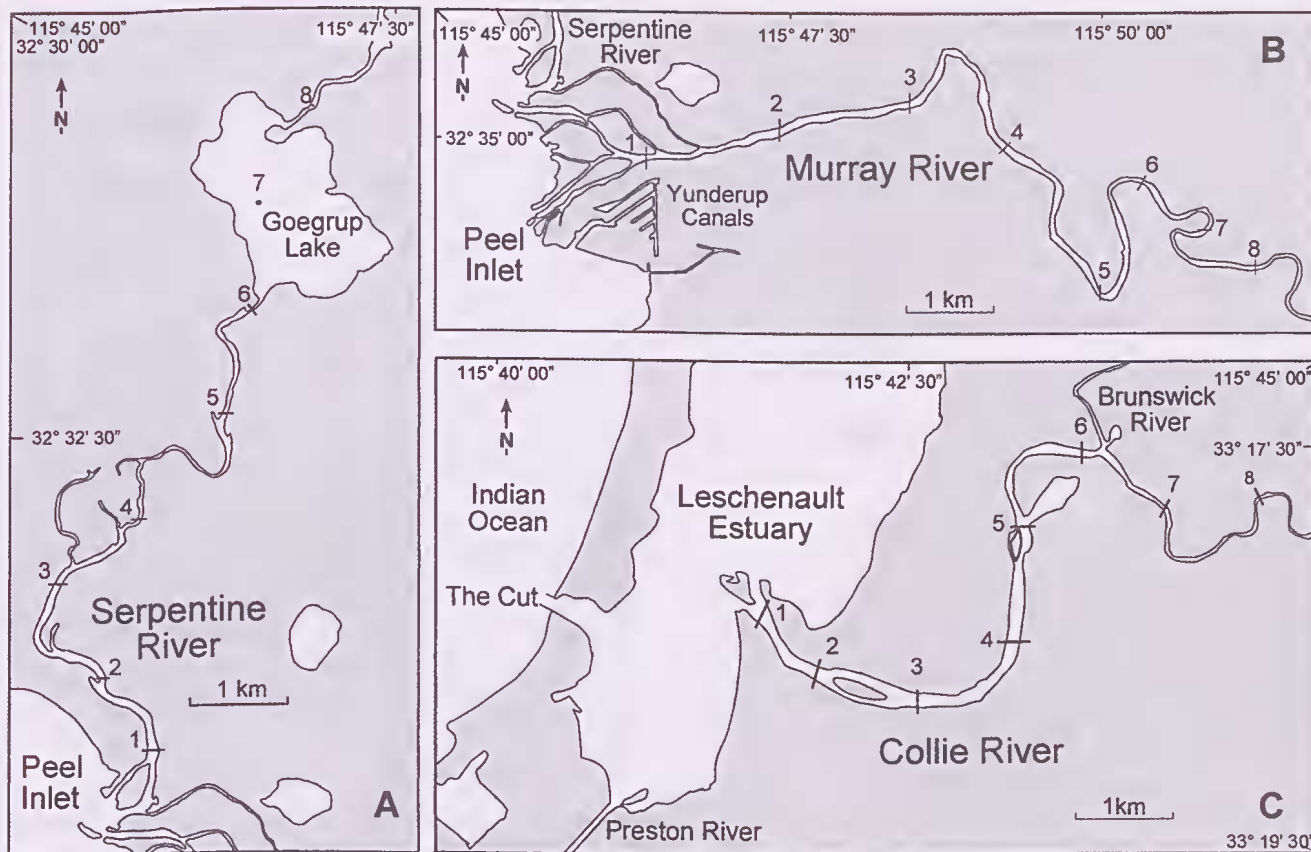 115° 45' 00"
32° 30' 00"
115° 47' 30"
N
8
7
Goegrup
Lake
6
5
32° 32' 30"
4
3
Serpentine
River
2
1 km
1
Peel
Inlet
A
115° 45' 00"
Serpentine
River
115° 47' 30"
115° 50' 00"
B
N
32° 35' 00"
1
2
3
4
Murray River
Yunderup
Canals
Peel
Inlet
5
6
7
8
1 km
115° 40' 00"
115° 42' 30"
115° 45' 00"
N
Brunswick
River
33° 17' 30"
Indian
Ocean
Leschenault
Estuary
6
7
8
5
The Cut
1
2
3
4
Collie River
Preston River
1km
C
33° 19' 30"